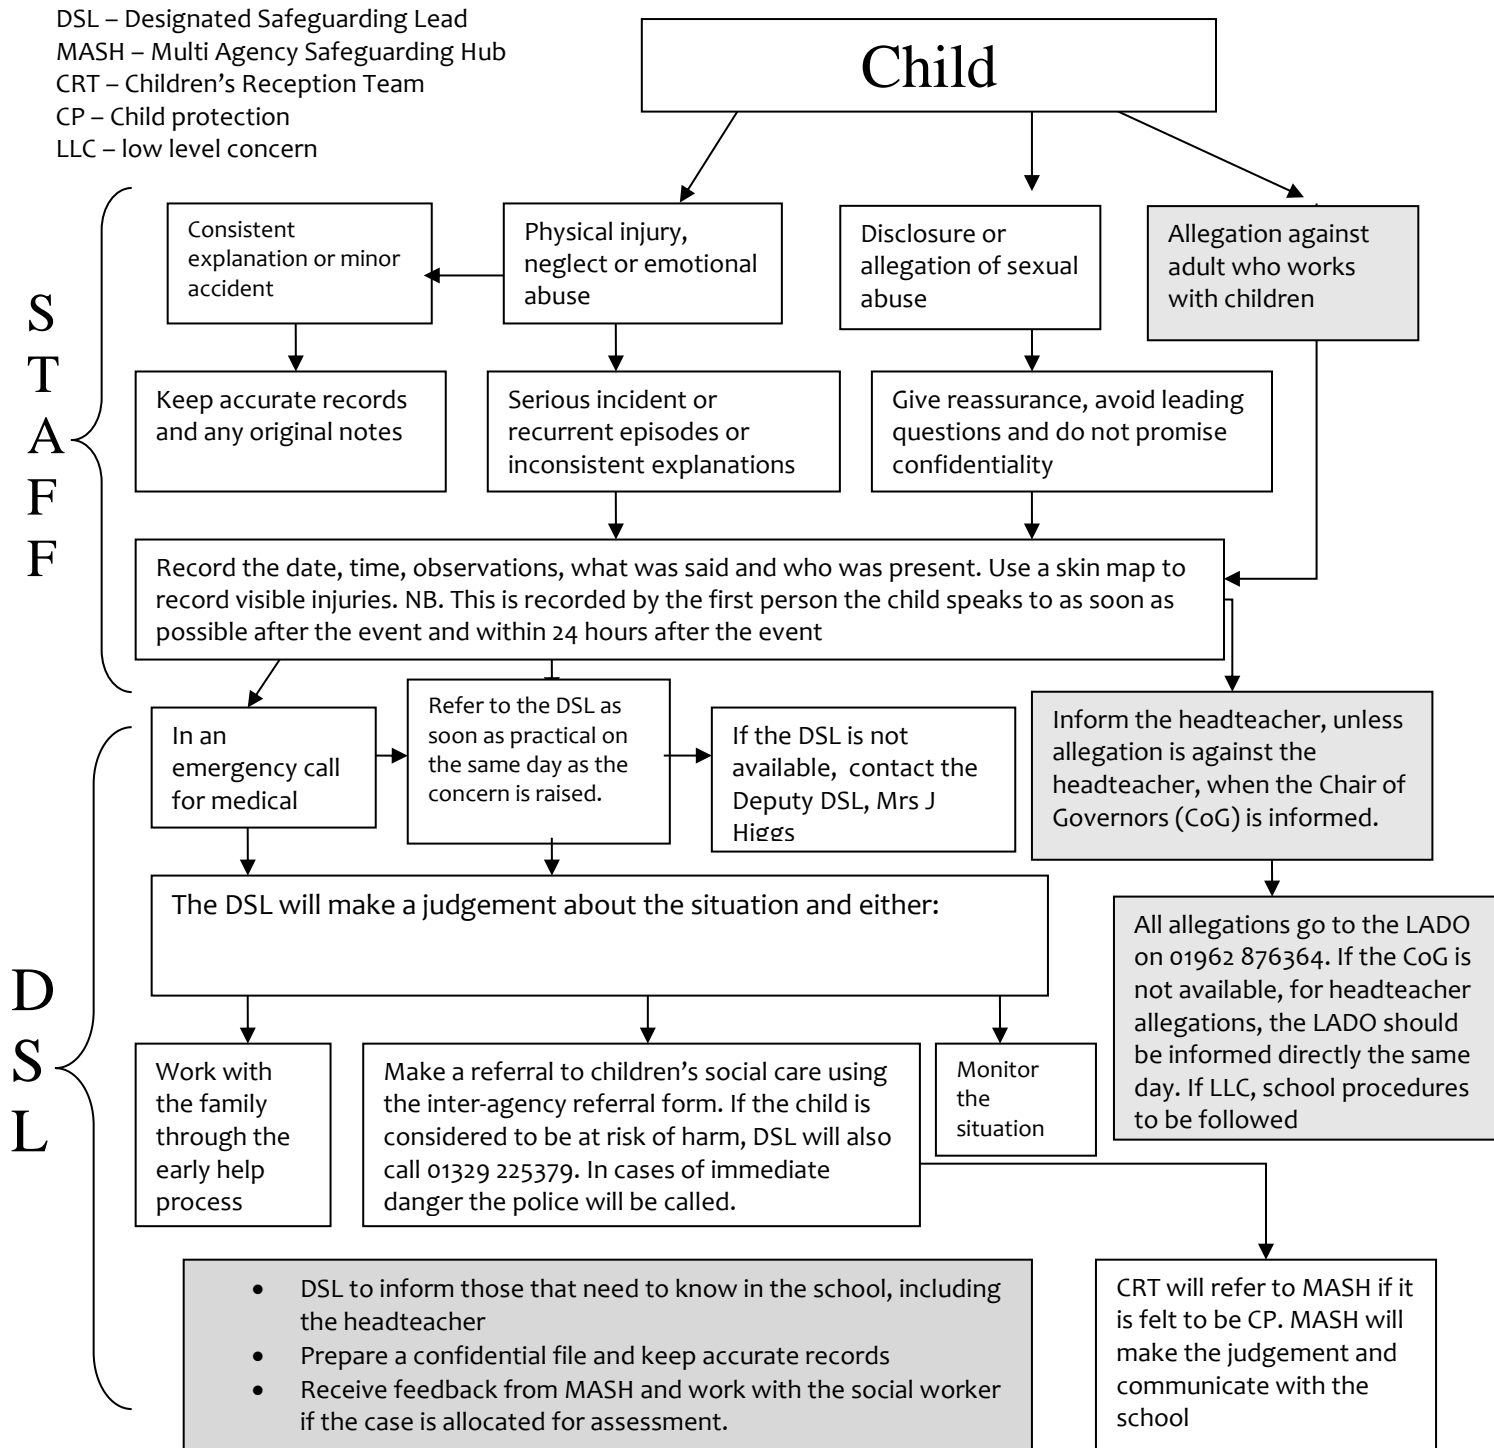 DSL – Designated Safeguarding Lead
MASH – Multi Agency Safeguarding Hub
CRT – Children's Reception Team
CP – Child protection
LLC – low level concern
Child
S
T
A
F
F
Consistent
explanation or minor
accident
Physical injury,
neglect or emotional
abuse
Disclosure or
allegation of sexual
abuse
Allegation against
adult who works
with children
Keep accurate records
and any original notes
Serious incident or
recurrent episodes or
inconsistent explanations
Give reassurance, avoid leading
questions and do not promise
confidentiality
Record the date, time, observations, what was said and who was present. Use a skin map to
record visible injuries. NB. This is recorded by the first person the child speaks to as soon as
possible after the event and within 24 hours after the event
D
S
L
In an
emergency call
for medical
Refer to the DSL as
soon as practical on
the same day as the
concern is raised.
If the DSL is not
available,  contact the
Deputy DSL, Mrs J
Higgs
Inform the headteacher, unless
allegation is against the
headteacher, when the Chair of
Governors (CoG) is informed.
The DSL will make a judgement about the situation and either:
All allegations go to the LADO
on 01962 876364. If the CoG is
not available, for headteacher
allegations, the LADO should
be informed directly the same
day. If LLC, school procedures
to be followed
Work with
the family
through the
early help
process
Make a referral to children's social care using
the inter-agency referral form. If the child is
considered to be at risk of harm, DSL will also
call 01329 225379. In cases of immediate
danger the police will be called.
Monitor
the
situation
• DSL to inform those that need to know in the school, including
the headteacher
• Prepare a confidential file and keep accurate records
• Receive feedback from MASH and work with the social worker
if the case is allocated for assessment.
CRT will refer to MASH if it
is felt to be CP. MASH will
make the judgement and
communicate with the
school